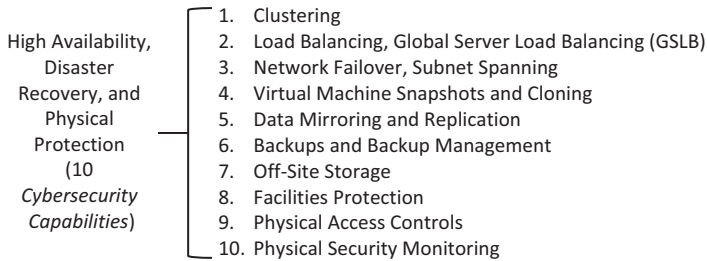 High Availability,
Disaster
Recovery, and
Physical
Protection
(10
Cybersecurity
Capabilities)
1. Clustering
2. Load Balancing, Global Server Load Balancing (GSLB)
3. Network Failover, Subnet Spanning
4. Virtual Machine Snapshots and Cloning
5. Data Mirroring and Replication
6. Backups and Backup Management
7. Off-Site Storage
8. Facilities Protection
9. Physical Access Controls
10. Physical Security Monitoring